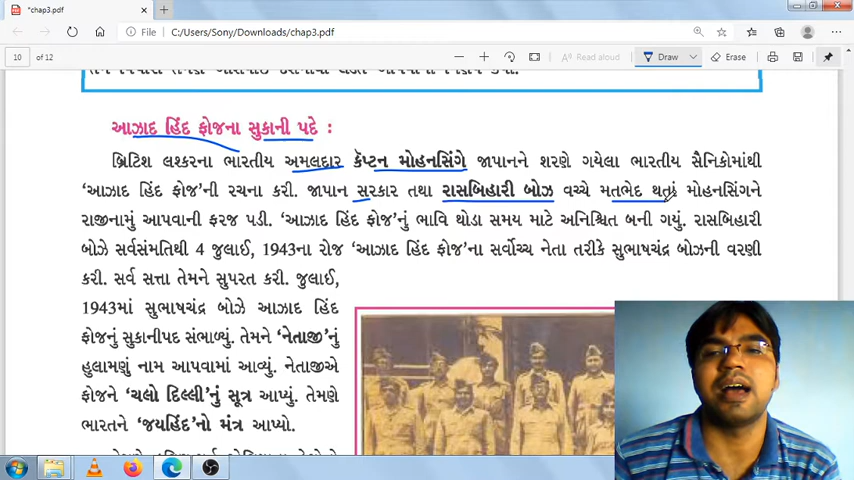 *chap3.pdf
File
C:/Users/Sony/Downloads/chap3.pdf
10 of 12
Read aloud
Draw
Erase
આઝાદ હિંદ ફોજના સુકાની પદે :
બ્રિટિશ લશ્કરના ભારતીય અમલદાર કૅપ્ટન મોહનસિંગે જાપાનને શરણે ગયેલા ભારતીય સૈનિકોમાંથી
‘આઝાદ હિંદ ફોજ’ની રચના કરી. જાપાન સરકાર તથા રાસબિહારી બોઝ વચ્ચે મતભેદ થતાં મોહનસિંગને
રાજીનામું આપવાની ફરજ પડી. ‘આઝાદ હિંદ ફોજ’નું ભાવિ થોડા સમય માટે અનિશ્ચિત બની ગયું. રાસબિહારી
બોઝે સર્વસંમતિથી 4 જુલાઈ, 1943ના રોજ ‘આઝાદ હિંદ ફોજ’ના સર્વોચ્ચ નેતા તરીકે સુભાષચંદ્ર બોઝની વરણી
કરી. સર્વ સત્તા તેમને સુપરત કરી. જુલાઈ,
1943માં સુભાષચંદ્ર બોઝે આઝાદ હિંદ
ફોજનું સુકાનીપદ સંભાળ્યું. તેમને ‘નેતાજી’નું
હુલામણું નામ આપવામાં આવ્યું. નેતાજીએ
ફોજને ‘ચલો દિલ્લી’નું સૂત્ર આપ્યું. તેમણે
ભારતને ‘જયહિંદ’નો મંત્ર આપ્યો.